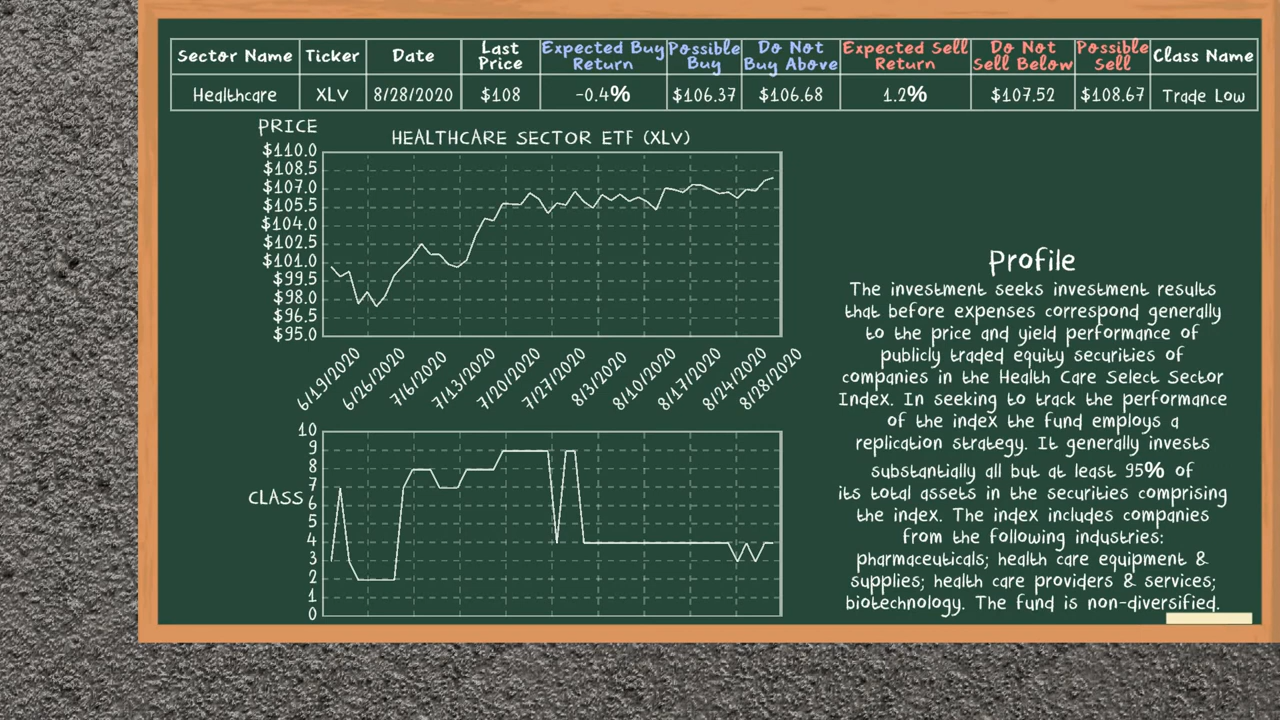 Sector Name Ticker Date Last Price Expected Buy Return Possible Buy Do Not Buy Above Expected Sell Return Do Not Sell Below Possible Sell Class Name
Healthcare XLV 8/28/2020 $108 -0.4% $106.37 $106.68 1.2% $107.52 $108.67 Trade Low
PRICE
HEALTHCARE SECTOR ETF (XLV)
$110.0
$108.5
$107.0
$105.5
$104.0
$102.5
$101.0
$99.5
$98.0
$96.5
$95.0
6/19/2020 6/26/2020 7/6/2020 7/13/2020 7/20/2020 7/27/2020 8/3/2020 8/10/2020 8/17/2020 8/24/2020 8/28/2020
CLASS
10
9
8
7
6
5
4
3
2
1
0
Profile
The investment seeks investment results
that before expenses correspond generally
to the price and yield performance of
publicly traded equity securities of
companies in the Health Care Select Sector
Index. In seeking to track the performance
of the index the fund employs a
replication strategy. It generally invests
substantially all but at least 95% of
its total assets in the securities comprising
the index. The index includes companies
from the following industries:
pharmaceuticals; health care equipment &
supplies; health care providers & services;
biotechnology. The fund is non-diversified.